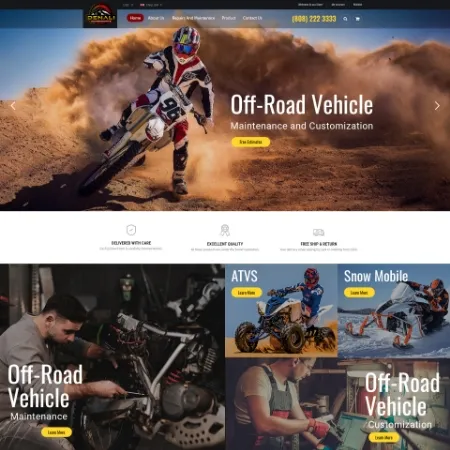 DENALI
Home About Us Repairs And Maintenance Product Contact Us
(808) 222 3333
96
Off-Road Vehicle
Maintenance and Customization
Free Estimates
DELIVERED WITH CARE
EXCELLENT QUALITY
FREE SHIP & RETURN
ATVS
Learn More
Snow Mobile
Learn More
Off-Road
Vehicle
Maintenance
Learn More
Off-Road
Vehicle
Customization
Learn More